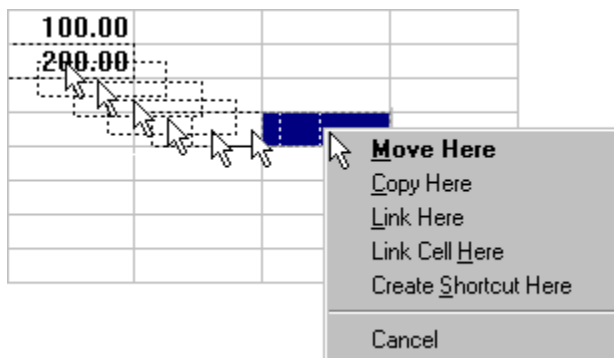 100.00
200.00
Move Here
Copy Here
Link Here
Link Cell Here
Create Shortcut Here
Cancel